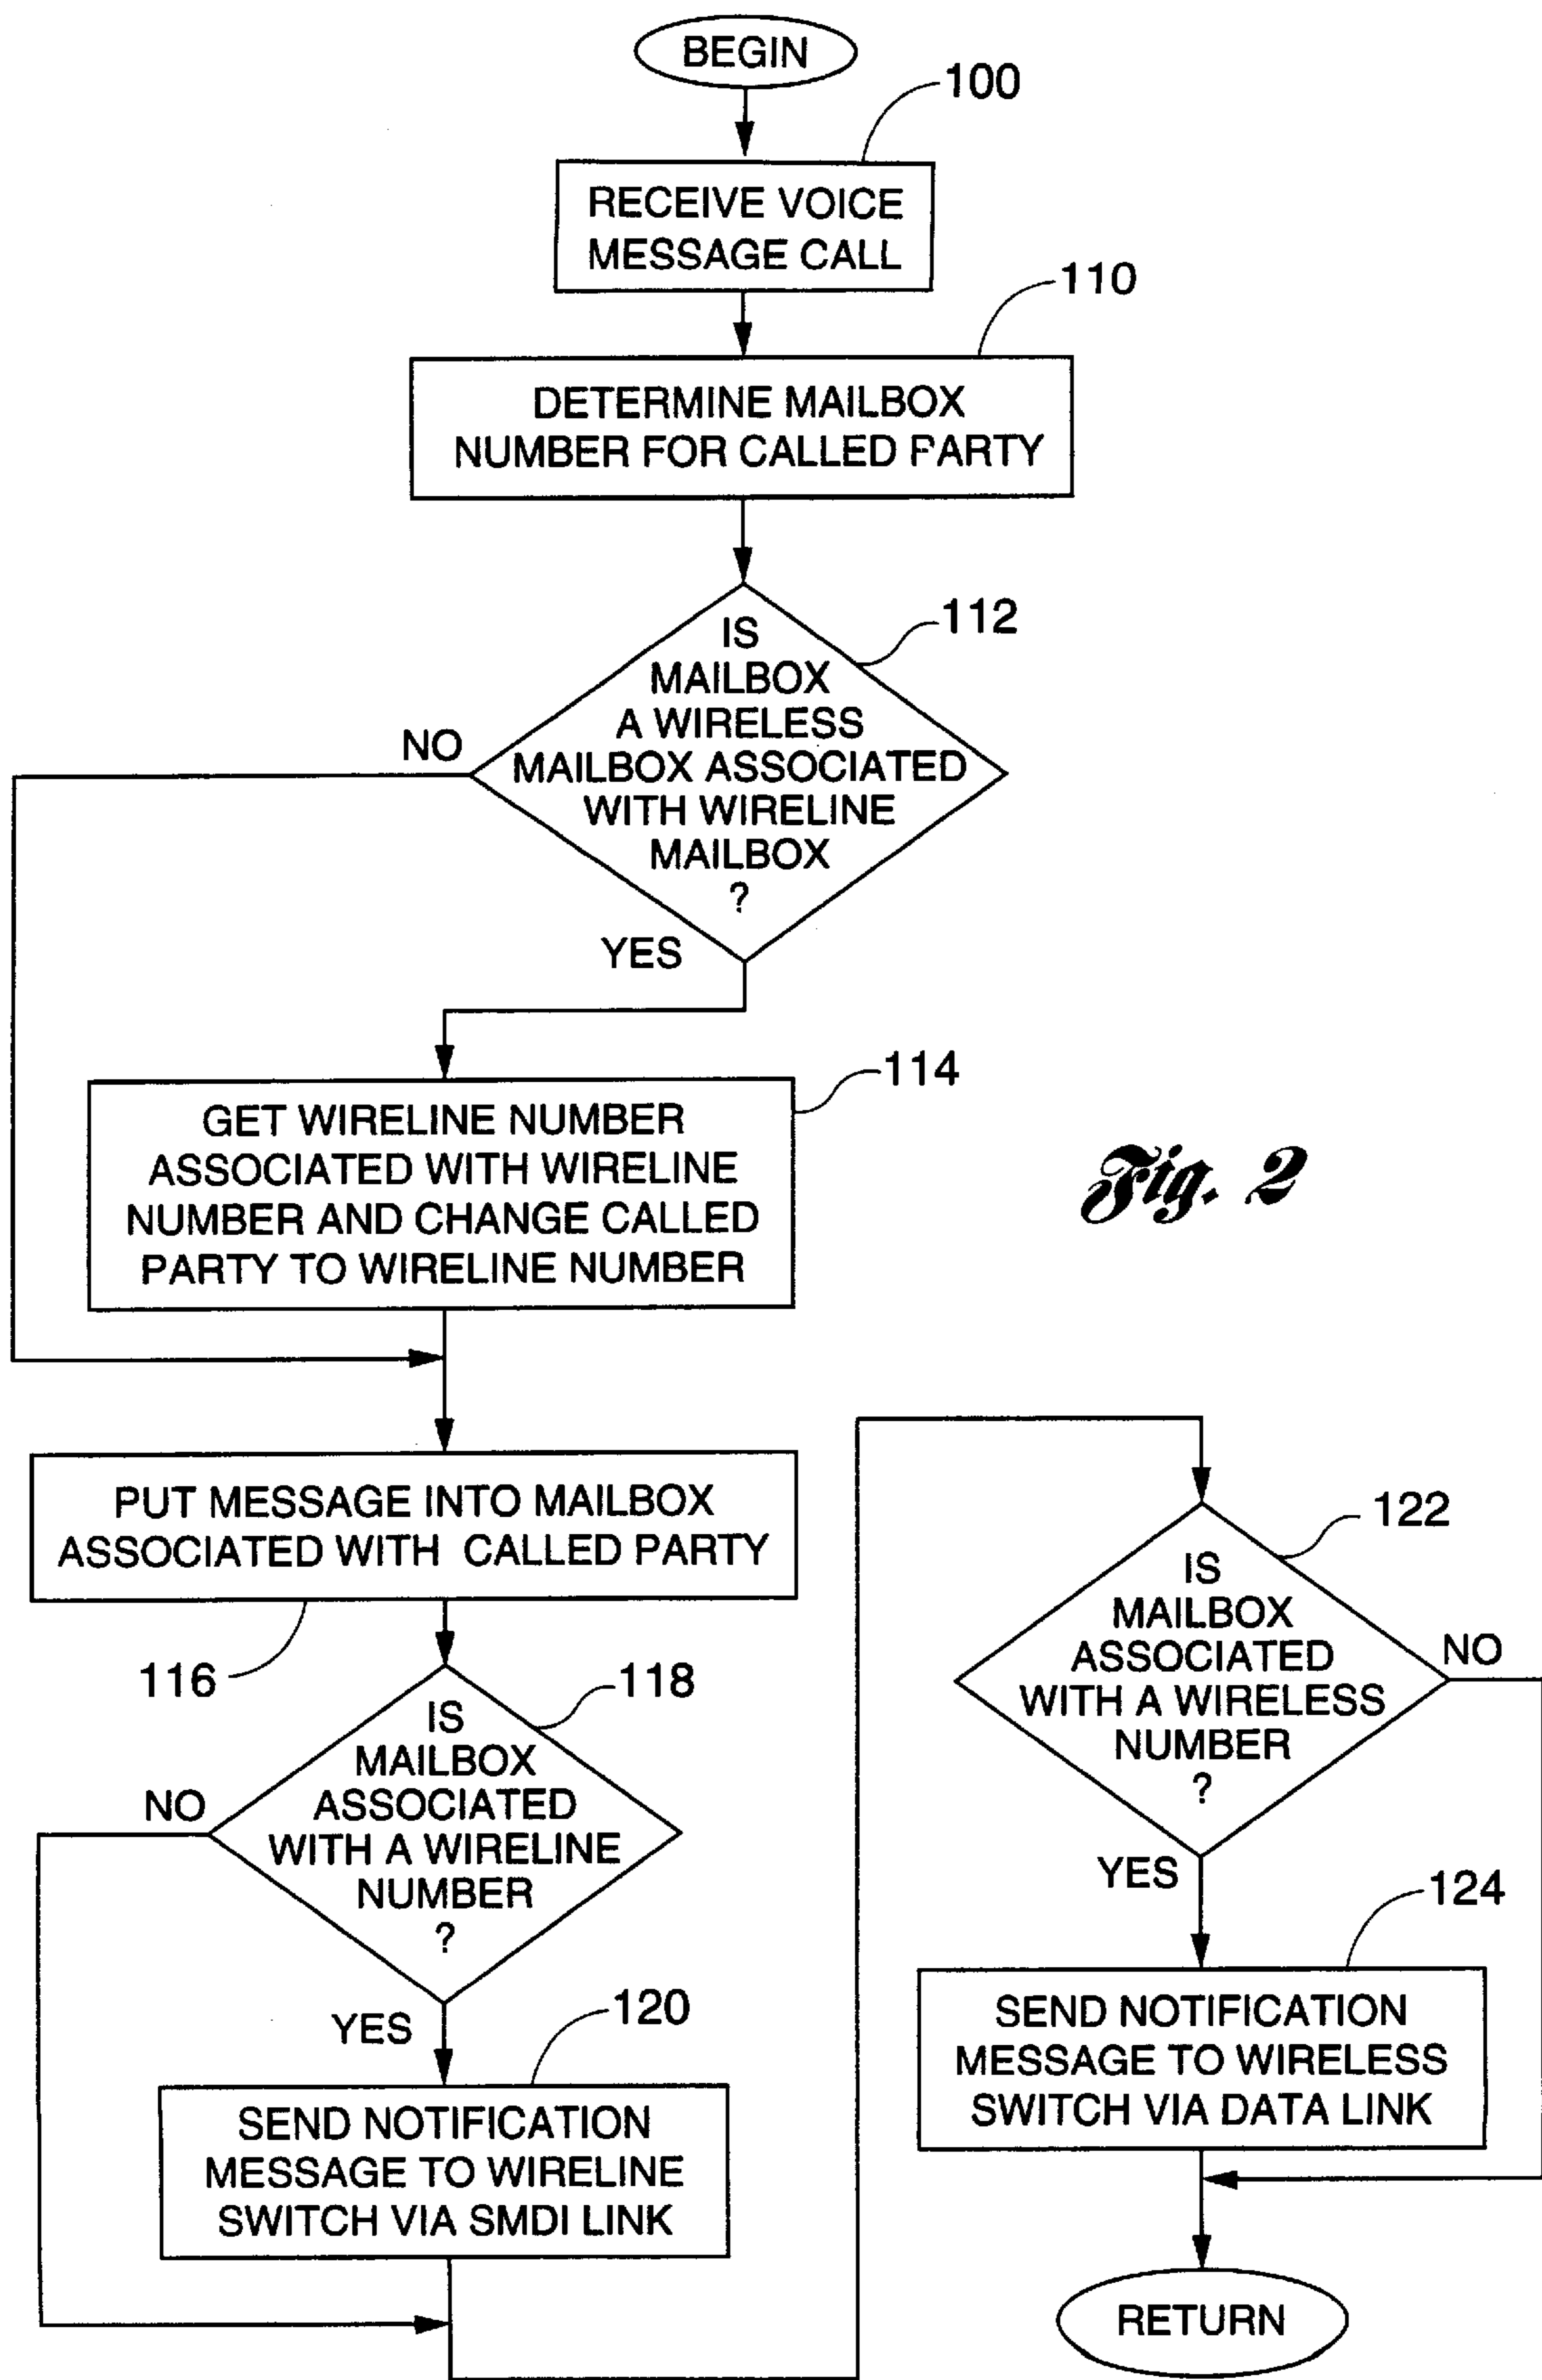 BEGIN
100
RECEIVE VOICE
MESSAGE CALL
110
DETERMINE MAILBOX
NUMBER FOR CALLED PARTY
112
IS
MAILBOX
A WIRELESS
MAILBOX ASSOCIATED
WITH WIRELINE
MAILBOX
?
NO
YES
114
GET WIRELINE NUMBER
ASSOCIATED WITH WIRELINE
NUMBER AND CHANGE CALLED
PARTY TO WIRELINE NUMBER
Fig. 2
PUT MESSAGE INTO MAILBOX
ASSOCIATED WITH CALLED PARTY
116
118
IS
MAILBOX
ASSOCIATED
WITH A WIRELINE
NUMBER
?
NO
YES
120
SEND NOTIFICATION
MESSAGE TO WIRELINE
SWITCH VIA SMDI LINK
122
IS
MAILBOX
ASSOCIATED
WITH A WIRELESS
NUMBER
?
NO
YES
124
SEND NOTIFICATION
MESSAGE TO WIRELESS
SWITCH VIA DATA LINK
RETURN